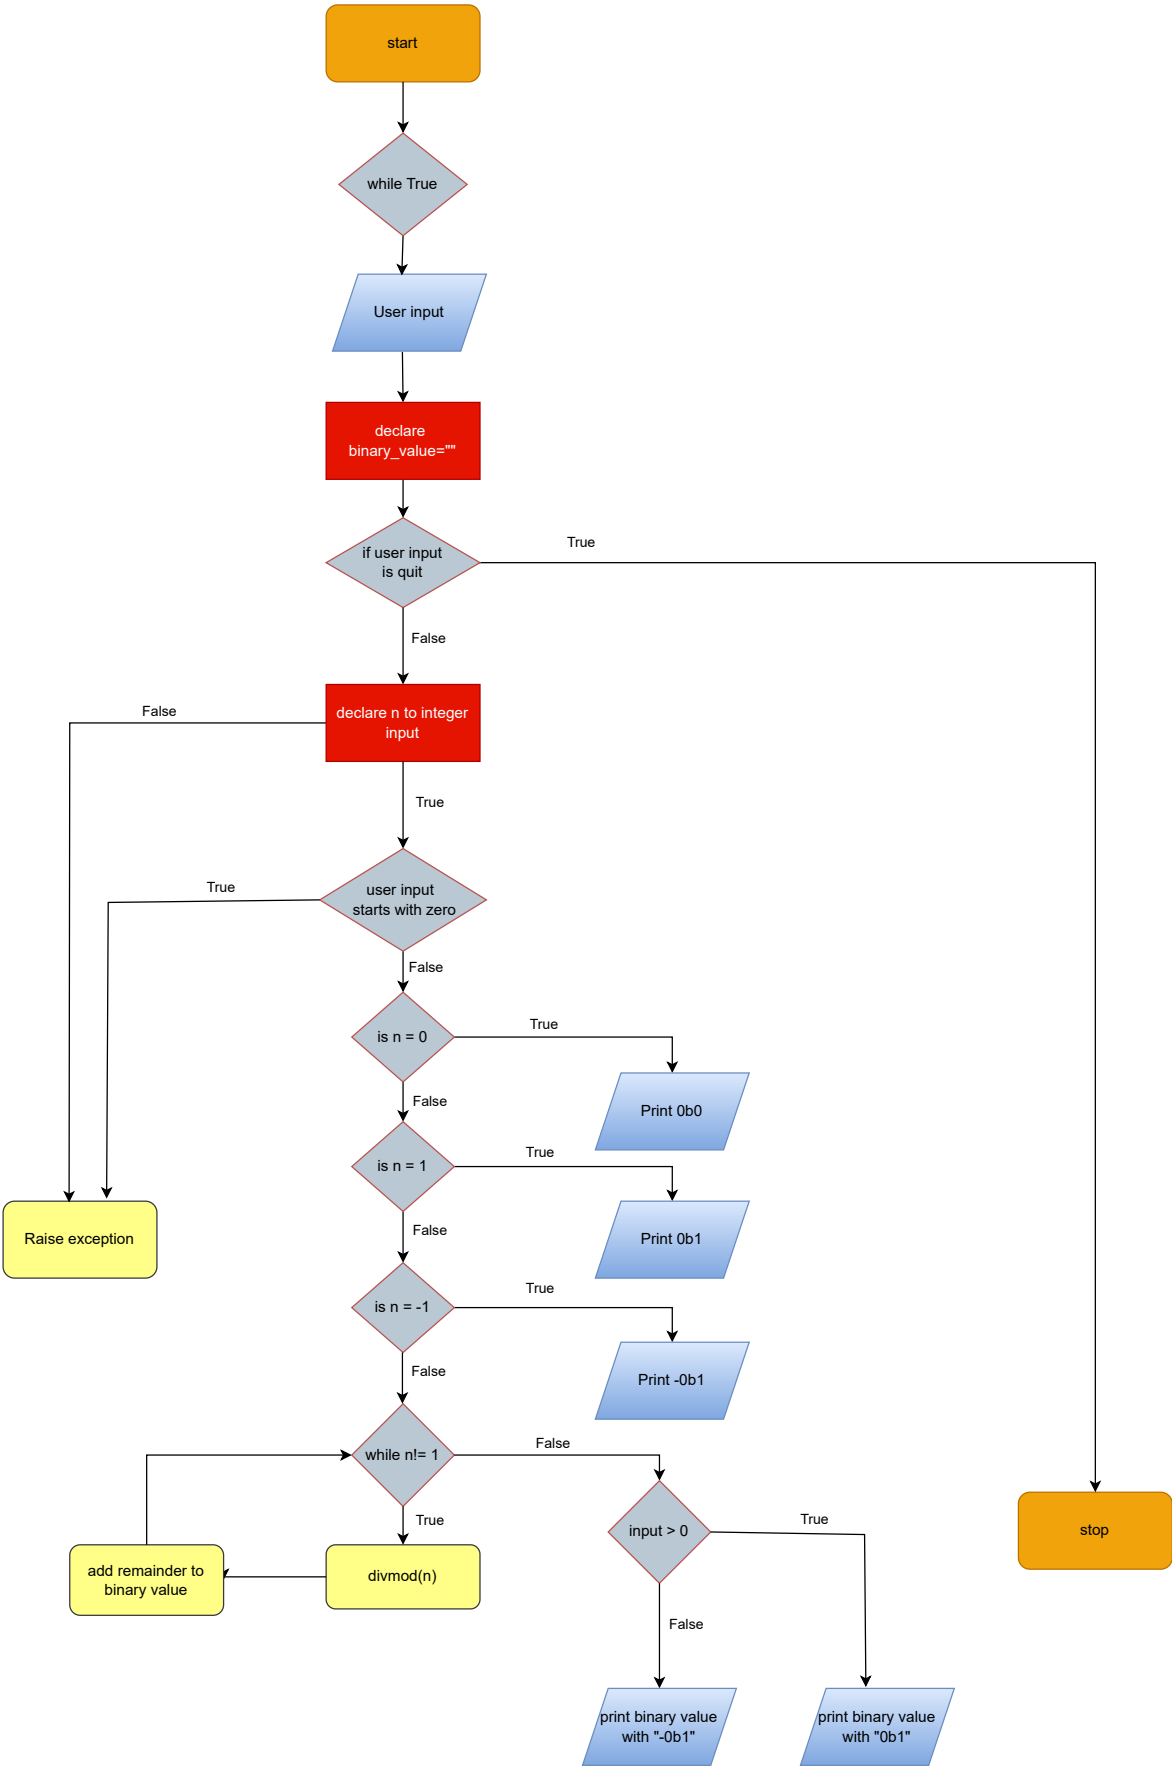 start
while True
User input
declare
binary_value=""
True
if user input
is quit
False
False
declare n to integer
input
True
True
user input
starts with zero
False
True
is n = 0
False
Print 0b0
True
is n = 1
False
Raise exception
Print 0b1
True
is n = -1
False
Print -0b1
False
while n!= 1
True
True
input > 0
stop
add remainder to
binary value
divmod(n)
False
print binary value
with "-0b1"
print binary value
with "0b1"